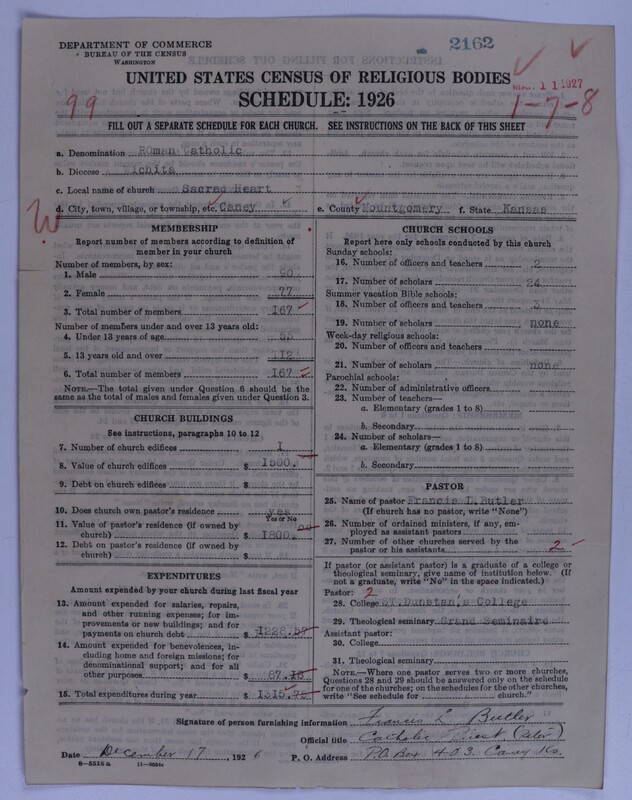 DEPARTMENT OF COMMERCE
BUREAU OF THE CENSUS
WASHINGTON
2162
UNITED STATES CENSUS OF RELIGIOUS BODIES
MAR 11 1927
SCHEDULE: 1926
99
1-7-8
FILL OUT A SEPARATE SCHEDULE FOR EACH CHURCH. SEE INSTRUCTIONS ON THE BACK OF THIS SHEET
a. Denomination ROman Catholic
b. Diocese Wichita
c. Local name of church Sacred Heart
d. City, town, village, or township, etc. Caney e. County Mountgomery f. State Kansas
W
MEMBERSHIP
Report number of members according to definition of
member in your church
Number of members, by sex:
1. Male 90
2. Female 77
3. Total number of members 167
Number of members under and over 13 years old:
4. Under 13 years of age 55
5. 13 years old and over 112
6. Total number of members 167
NOTE.—The total given under Question 6 should be
same as the total of males and females given under Question 3.
CHURCH BUILDINGS
See instructions, paragraphs 10 to 12
7. Number of church edifices 1
8. Value of church edifices $ 1500.
9. Debt on church edifices $
10. Does church own pastor's residence yes
Yes or No
11. Value of pastor's residence (if owned by
church) $ 1800.00
12. Debt on pastor's residence (if owned by
church) $
EXPENDITURES
Amount expended by your church during last fiscal year
13. Amount expended for salaries, repairs,
and other running expenses; for im-
provements or new buildings; and for
payments on church debt $ 1228.57
14. Amount expended for benevolences, in-
cluding home and foreign missions; for
denominational support; and for all
other purposes $ 87.18
15. Total expenditures during year $ 1315.75
CHURCH SCHOOLS
Report here only schools conducted by this church
Sunday schools:
16. Number of officers and teachers 2
17. Number of scholars 24
Summer vacation Bible schools:
18. Number of officers and teachers 3
19. Number of scholars none
Week-day religious schools:
20. Number of officers and teachers
21. Number of scholars none
Parochial schools:
22. Number of administrative officers
23. Number of teachers—
a. Elementary (grades 1 to 8)
b. Secondary
24. Number of scholars—
a. Elementary (grades 1 to 8)
b. Secondary
PASTOR
25. Name of pastor Francis L. Butler
(If church has no pastor, write "None")
26. Number of ordained ministers, if any, em-
ployed as assistant pastors
27. Number of other churches served by the
pastor or his assistants 2
If pastor (or assistant pastor) is a graduate of a college or
theological seminary, give name of institution below. (If
not a graduate, write "No" in the space indicated.)
Pastor: 2
28. College ST.Dunstan's College
29. Theological seminary Grand Seminaire
Assistant pastor:
30. College
31. Theological seminary
NOTE.—Where one pastor serves two or more churches,
Questions 28 and 29 should be answered only on the schedule
for one of the churches; on the schedules for the other churches,
write "See schedule for church."
Signature of person furnishing information Francis L Butler
Official title Catholic Priest
Date December 17, 1926 P. O. Address P.O. Box 403. Caney Ks.
8-5518a